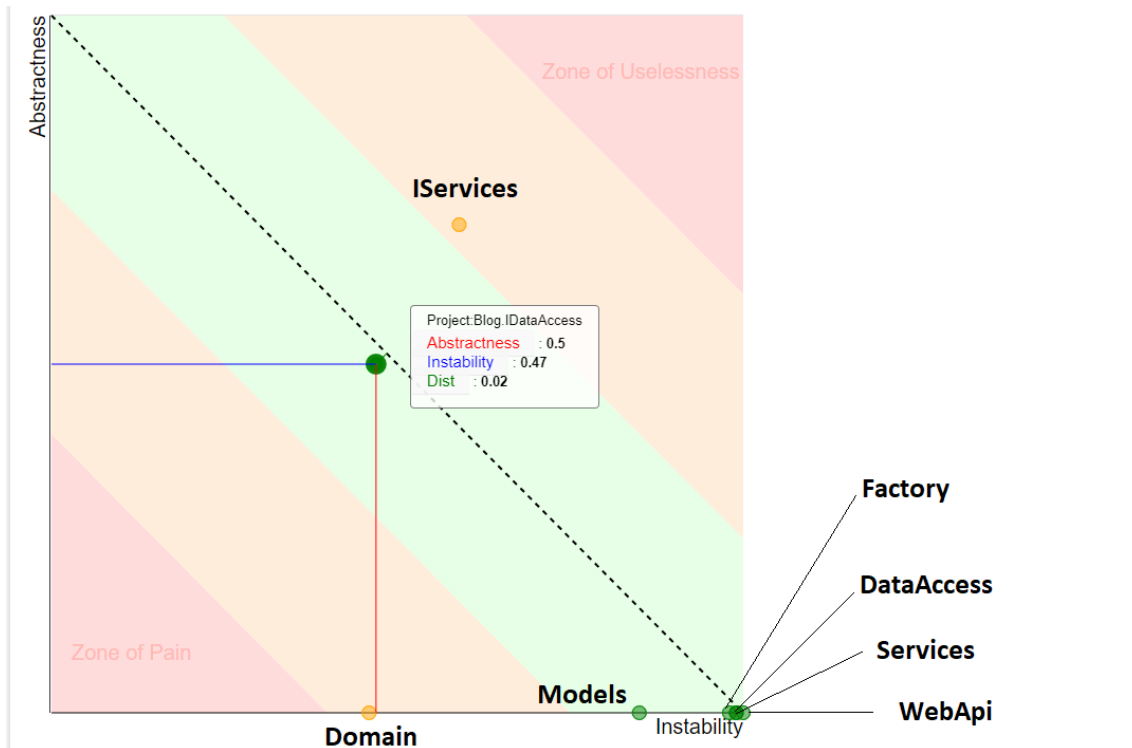 Abstractness
Zone of Uselessness
IServices
Project:Blog.IDataAccess
Abstractness : 0.5
Instability : 0.47
Dist : 0.02
Factory
DataAccess
Services
WebApi
Zone of Pain
Models
Instability
Domain